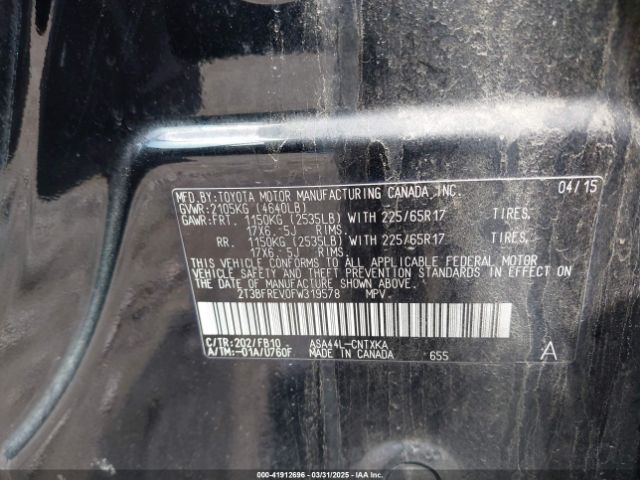 MFD.BY:TOYOTA MOTOR MANUFACTURING CANADA INC. 04/15
GVWR:2105KG (4640LB)
GAWR:FRT. 1150KG (2535LB) WITH 225/65R17 TIRES.
17X6.5J RIMS.
RR. 1150KG (2535LB) WITH 225/65R17 TIRES,
17X6.5J RIMS.
THIS VEHICLE CONFORMS TO ALL APPLICABLE FEDERAL MOTOR
VEHICLE SAFETY AND THEFT PREVENTION STANDARDS IN EFFECT ON
THE DATE OF MANUFACTURE SHOWN ABOVE.
2T3BFREV0FW319578 MPV.
C/TR:202/FB10 ASA44L-CNTXKA
A/TM:-01A/U760F MADE IN CANADA 655 A
000-41912696 - 03/31/2025 - IAA Inc.